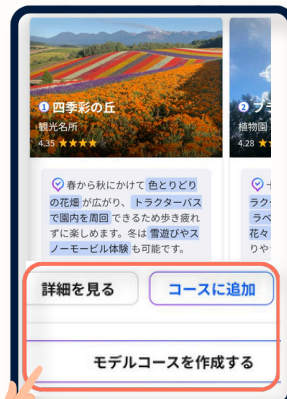 ① 四季彩の丘
観光名所
4.35 ★★★★
春から秋にかけて 色とりどり
の花畑 が広がり、 トラクターバス
で園内を周回 できるため歩き疲れ
ずに楽しめます。冬は 雪遊びやス
ノーモービル体験 も可能です。
② フラ
植物園
4.28 ★
ラク
ラベ
花々
りや
詳細を見る
コースに追加
モデルコースを作成する